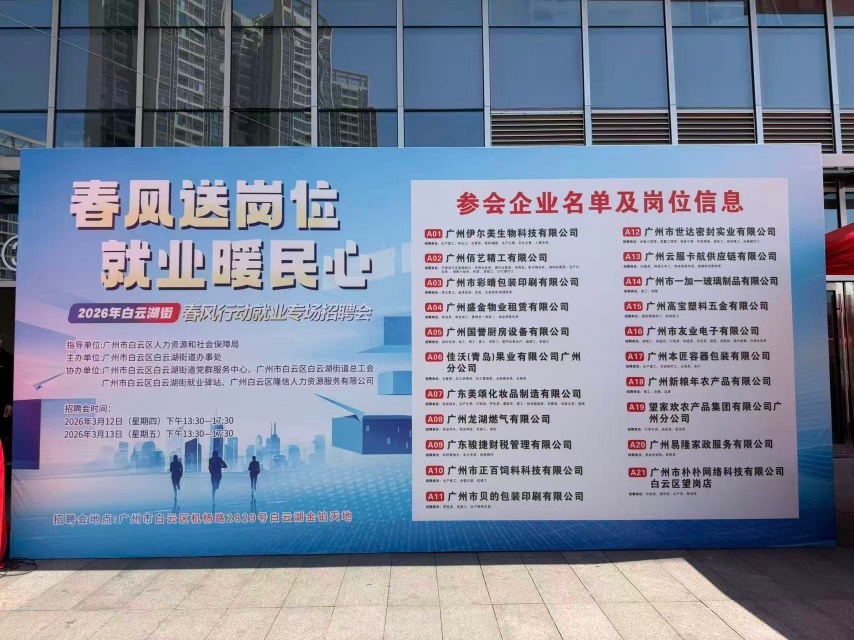 春风送岗位
就业暖民心
2026年白云湖街 春风行动就业专场招聘会
指导单位:广州市白云区人力资源和社会保障局
主办单位:广州市白云区白云湖街道办事处
协办单位:广州市白云区白云湖街道党群服务中心、广州市白云区白云湖街道总工会
广州市白云区白云湖街就业驿站、广州白云区隆信人力资源服务有限公司
招聘会时间:
2026年3月12日（星期四）下午13:30—17:30
2026年3月13日（星期五）下午13:30—17:30
招聘会地点:广州市白云区机场路2829号白云湖金铂天地
参会企业名单及岗位信息
A01 广州伊尔美生物科技有限公司
A02 广州佰艺精工有限公司
A03 广州市彩晴包装印刷有限公司
A04 广州盛金物业租赁有限公司
A05 广州国誉厨房设备有限公司
A06 佳沃(青岛)果业有限公司广州
分公司
A07 广东美颂化妆品制造有限公司
A08 广州龙湖燃气有限公司
A09 广东骏捷财税管理有限公司
A10 广州市正百饲料科技有限公司
A11 广州市贝的包装印刷有限公司
A12 广州市世达密封实业有限公司
A13 广州云服卡航供应链有限公司
A14 广州市一加一玻璃制品有限公司
A15 广州高宝塑料五金有限公司
A16 广州市友业电子有限公司
A17 广州本匠容器包装有限公司
A18 广州新粮年农产品有限公司
A19 望家欢农产品集团有限公司广
州分公司
A20 广州易隆家政服务有限公司
A21 广州市朴朴网络科技有限公司
白云区望岗店